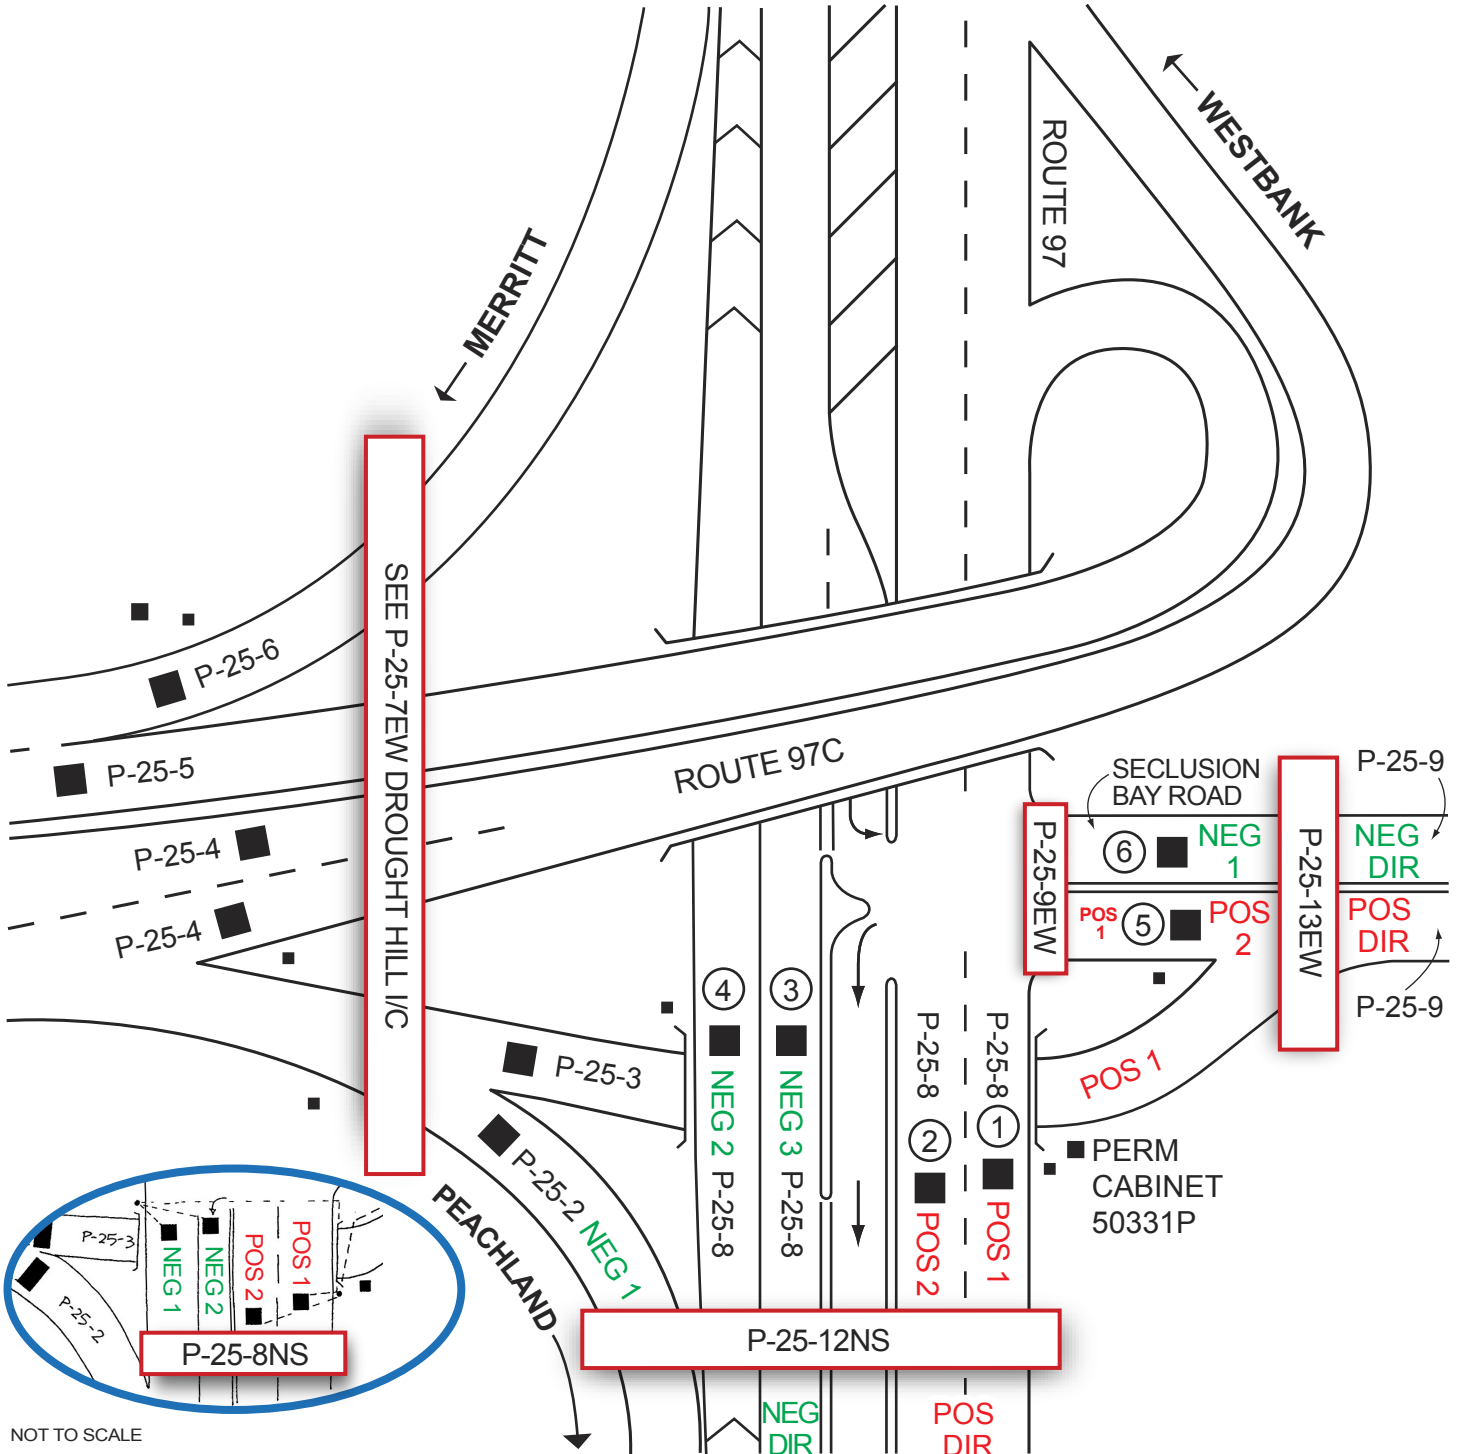 WESTBANK
ROUTE 97
MERRITT
SEE P-25-7EW DROUGHT HILL I/C
P-25-6
P-25-5
P-25-4
P-25-4
ROUTE 97C
SECLUSION
BAY ROAD
P-25-9
P-25-9EW
6
NEG
1
P-25-13EW
NEG
DIR
POS
1
5
POS
2
POS
DIR
P-25-9
POS 1
4
3
NEG 2
NEG 3
P-25-8
P-25-8
P-25-8
P-25-8
2
1
POS 2
POS 1
PERM
CABINET
50331P
P-25-3
P-25-2 NEG 1
PEACHLAND
P-25-3
NEG 1
NEG 2
POS 2
POS 1
P-25-2
P-25-8NS
P-25-12NS
NEG
DIR
POS
DIR
NOT TO SCALE